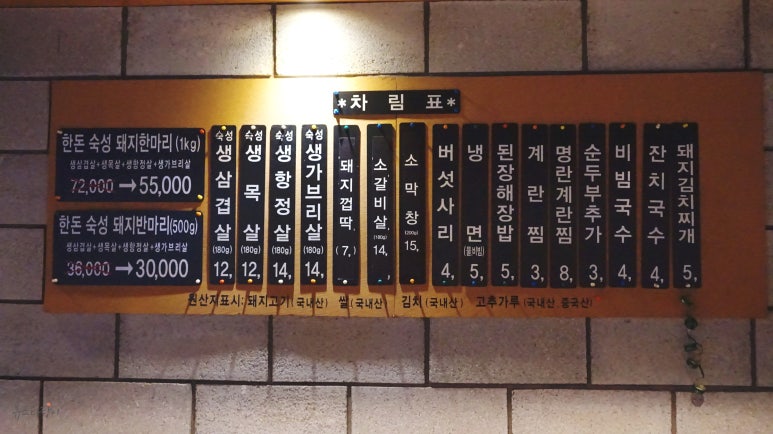 *차림표*
한돈 숙성 돼지한마리 (1kg)
생삼겹살+생목살+생항정살+생가브리살
72,000→55,000
한돈 숙성 돼지반마리(500g)
생삼겹살+생목살+생항정살+생가브리살
36,000→30,000
숙성 생삼겹살 (180g) 12,
숙성 생목살 (180g) 12,
숙성 생항정살 (180g) 14,
숙성 생가브리살 (180g) 14,
돼지껍딱 (7,)
소갈비살 (180g) 14,
소막창 (200g) 15,
버섯사리 4,
냉면 (물비빔) 5,
된장해장밥 5,
계란찜 3,
명란계란찜 8,
순두부추가 3,
비빔국수 4,
잔치국수 4,
돼지김치찌개 5,
원산지표시: 돼지고기(국내산) 쌀(국내산) 김치(국내산) 고추가루(국내산, 중국산)